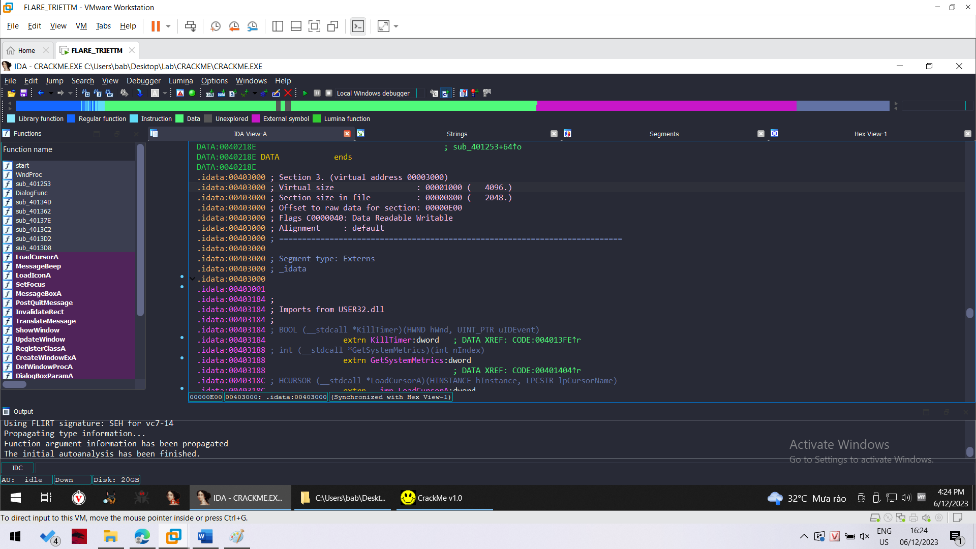 FLARE_TRIETTM - VMware Workstation
File Edit View VM Tabs Help
Home FLARE_TRIETTM
IDA - CRACKME.EXE C:\Users\bab\Desktop\Lab\CRACKME\CRACKME.EXE
File Edit Jump Search View Debugger Lumina Options Windows Help
Local Windows debugger
Library function Regular function Instruction Data Unexplored External symbol Lumina function
Functions IDA View-A Strings Segments Hex View-1
Function name
start
WndProc
sub_401253
DialogFunc
sub_40134D
sub_401362
sub_40137E
sub_4013C2
sub_4013D2
sub_4013D8
LoadCursorA
MessageBeep
LoadIconA
SetFocus
MessageBoxA
PostQuitMessage
InvalidateRect
TranslateMessage
ShowWindow
UpdateWindow
RegisterClassA
CreateWindowExA
DefWindowProcA
DialogBoxParamA
DATA:0040218E ; sub_401253+64↑o
DATA:0040218E DATA ends
DATA:0040218E
.idata:00403000 ; Section 3. (virtual address 00003000)
.idata:00403000 ; Virtual size : 00001000 ( 4096.)
.idata:00403000 ; Section size in file : 00000800 ( 2048.)
.idata:00403000 ; Offset to raw data for section: 00000E00
.idata:00403000 ; Flags C0000040: Data Readable Writable
.idata:00403000 ; Alignment : default
.idata:00403000 ; ===========================================================================
.idata:00403000
.idata:00403000 ; Segment type: Externs
.idata:00403000 ; _idata
.idata:00403000
.idata:00403001
.idata:00403184 ;
.idata:00403184 ; Imports from USER32.dll
.idata:00403184 ;
.idata:00403184 ; BOOL (__stdcall *KillTimer)(HWND hWnd, UINT_PTR uIDEvent)
.idata:00403184 extrn KillTimer:dword ; DATA XREF: CODE:004013FE↑r
.idata:00403188 ; int (__stdcall *GetSystemMetrics)(int nIndex)
.idata:00403188 extrn GetSystemMetrics:dword
.idata:00403188 ; DATA XREF: CODE:00401404↑r
.idata:0040318C ; HCURSOR (__stdcall *LoadCursorA)(HINSTANCE hInstance, LPCSTR lpCursorName)
.idata:0040318C extrn __imp_LoadCursorA:dword
00000E00 00403000: .idata:00403000 (Synchronized with Hex View-1)
Output
Using FLIRT signature: SEH for vc7-14
Propagating type information...
Function argument information has been propagated
The initial autoanalysis has been finished.
IDC
AU: idle Down Disk: 20GB
Activate Windows
Go to Settings to activate Windows.
IDA - CRACKME.EXE... C:\Users\bab\Deskt... CrackMe v1.0 32°C Mưa rào 4:24 PM
6/12/2023
To direct input to this VM, move the mouse pointer inside or press Ctrl+G.
4 ENG
US 16:24
06/12/2023 1